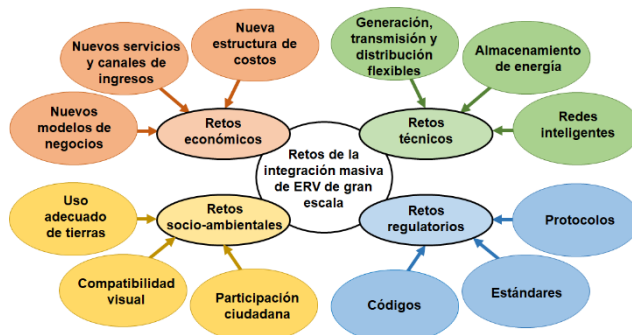 Nuevos servicios
y canales de
ingresos
Nueva
estructura de
costos
Generación,
transmisión y
distribución
flexibles
Almacenamiento
de energía
Nuevos
modelos de
negocios
Retos
económicos
Retos
técnicos
Redes
inteligentes
Retos de la
integración masiva
de ERV de gran
escala
Uso
adecuado
de tierras
Retos
socio-ambientales
Retos
regulatorios
Protocolos
Compatibilidad
visual
Participación
ciudadana
Códigos
Estándares